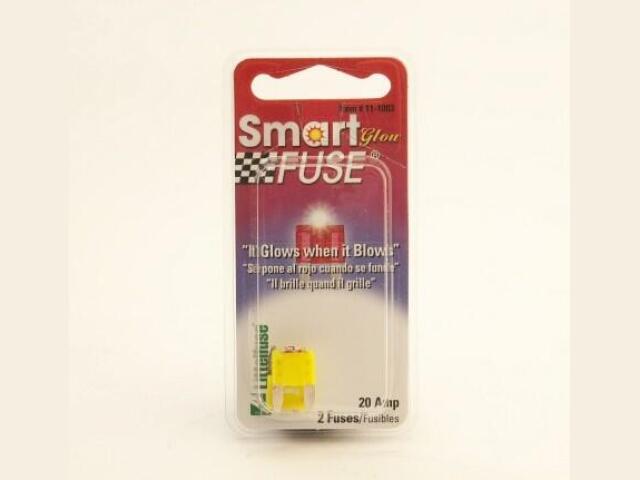 Item # 11-1003
Smart Glow
FUSE®
"It Glows when it Blows"
"Se pone al rojo cuando se funde"
"Il brille quand il grille"
Littelfuse®
20 Amp
2 Fuses/Fusibles